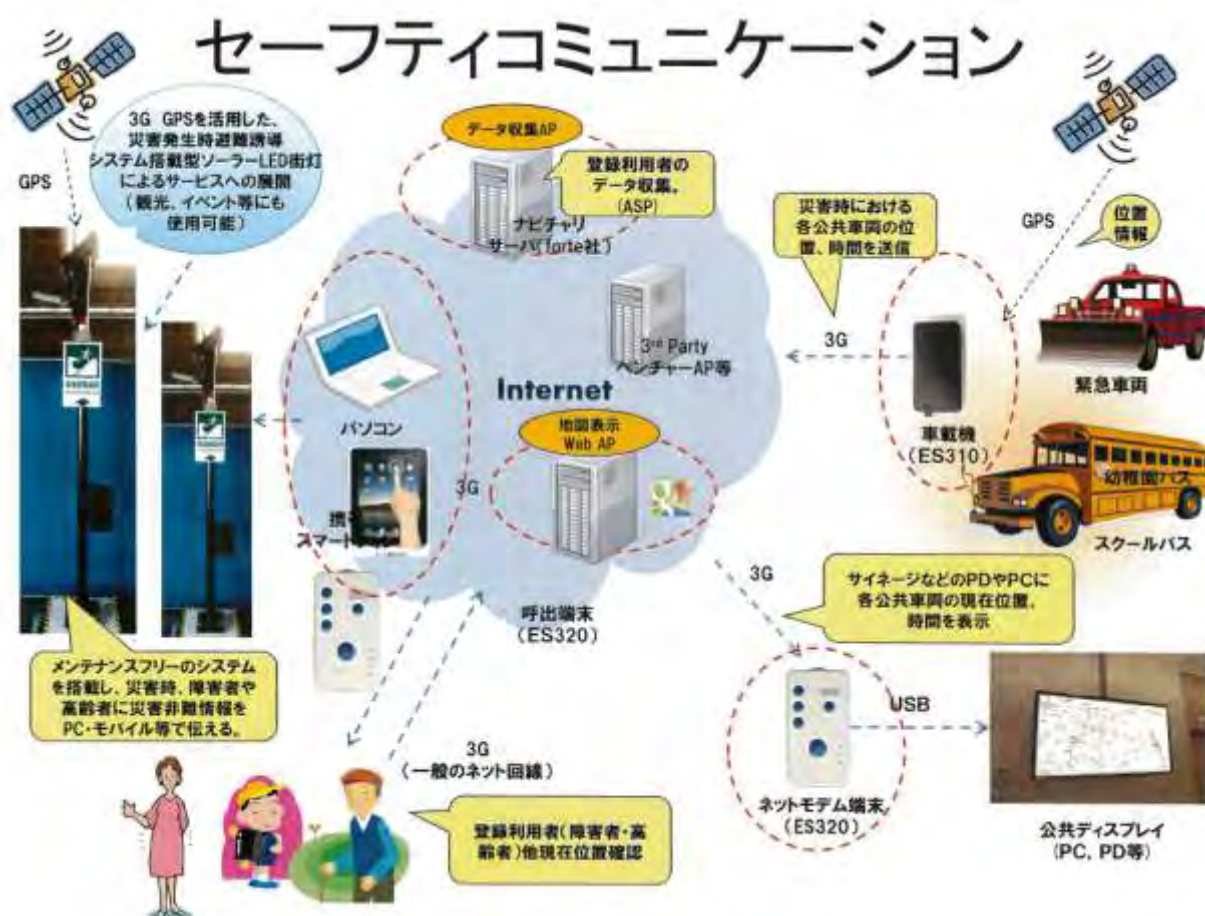 セーフティコミュニケーション
GPS
3G GPSを活用した、
災害発生時避難誘導
システム搭載型ソーラーLED街灯
によるサービスへの展開
(観光、イベント等にも
使用可能)
データ収集AP
登録利用者の
データ収集。
(ASP)
ナビチャリ
サーバ(forte社)
災害時における
各公共車両の位
置、時間を送信
GPS
位置
情報
3G
3rd Party
ベンチャーAP等
緊急車両
Internet
パソコン
地図表示
Web AP
車載機
(ES310)
幼稚園バス
スクールバス
3G
携
スマート
3G
サイネージなどのPDやPCに
各公共車両の現在位置、
時間を表示
呼出端末
(ES320)
メンテナンスフリーのシステム
を搭載し、災害時、障害者や
高齢者に災害非難情報を
PC・モバイル等で伝える。
USB
3G
(一般のネット回線)
ネットモデム端末
(ES320)
公共ディスプレイ
(PC, PD等)
登録利用者(障害者・高
齢者)他現在位置確認